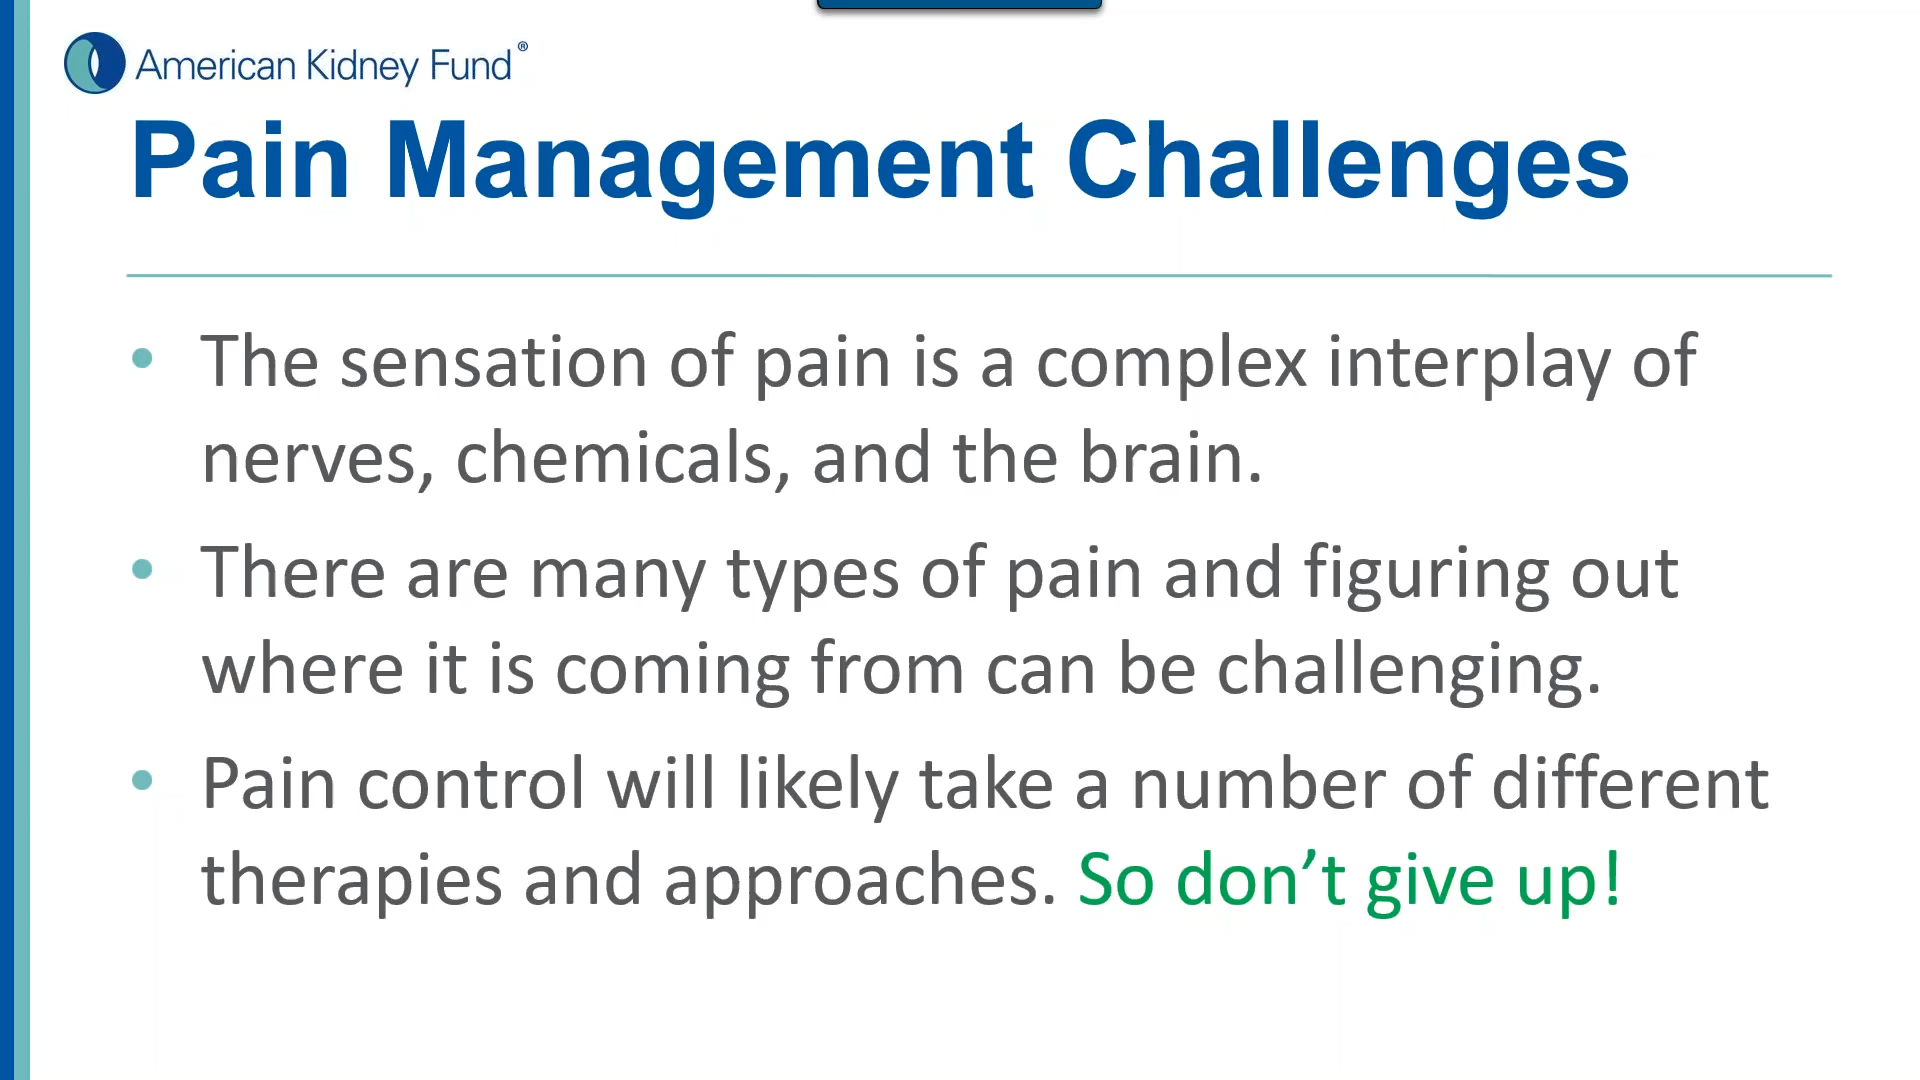 American Kidney Fund®
Pain Management Challenges
• The sensation of pain is a complex interplay of
nerves, chemicals, and the brain.
• There are many types of pain and figuring out
where it is coming from can be challenging.
• Pain control will likely take a number of different
therapies and approaches. So don’t give up!